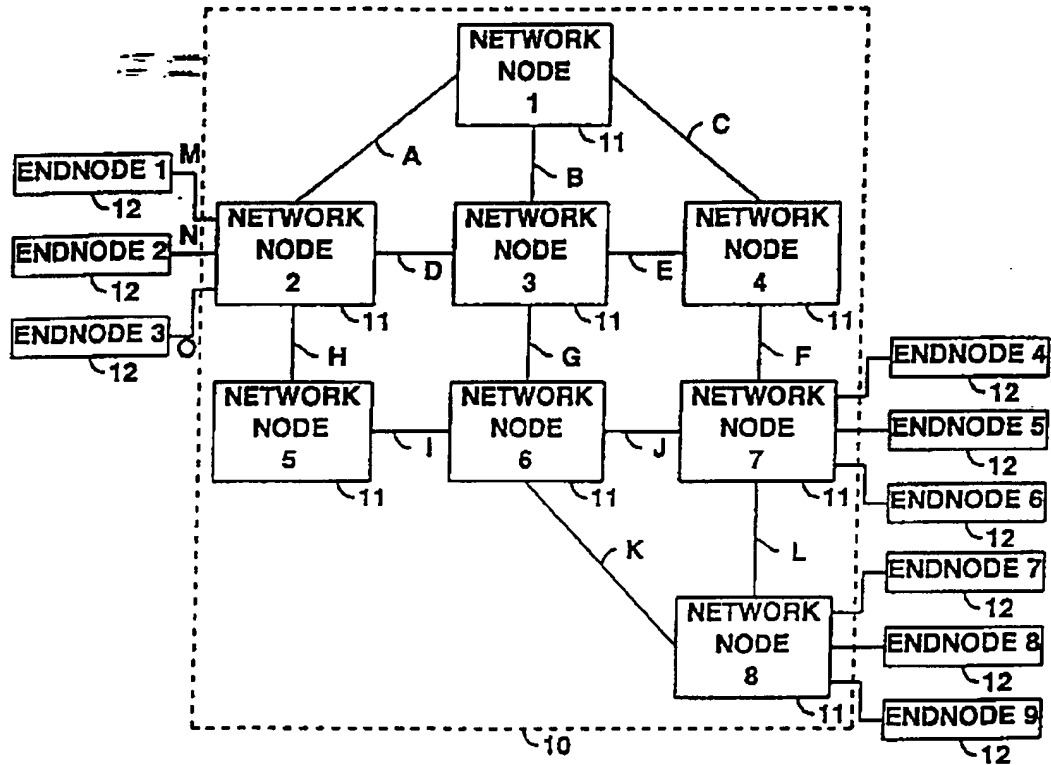 NETWORK
NODE
1
11
A
B
C
ENDNODE 1
12
M
ENDNODE 2
12
N
ENDNODE 3
12
O
NETWORK
NODE
2
11
D
NETWORK
NODE
3
11
E
NETWORK
NODE
4
11
H
G
F
NETWORK
NODE
5
11
I
NETWORK
NODE
6
11
J
NETWORK
NODE
7
11
ENDNODE 4
12
ENDNODE 5
12
ENDNODE 6
12
K
L
NETWORK
NODE
8
11
ENDNODE 7
12
ENDNODE 8
12
ENDNODE 9
12
10